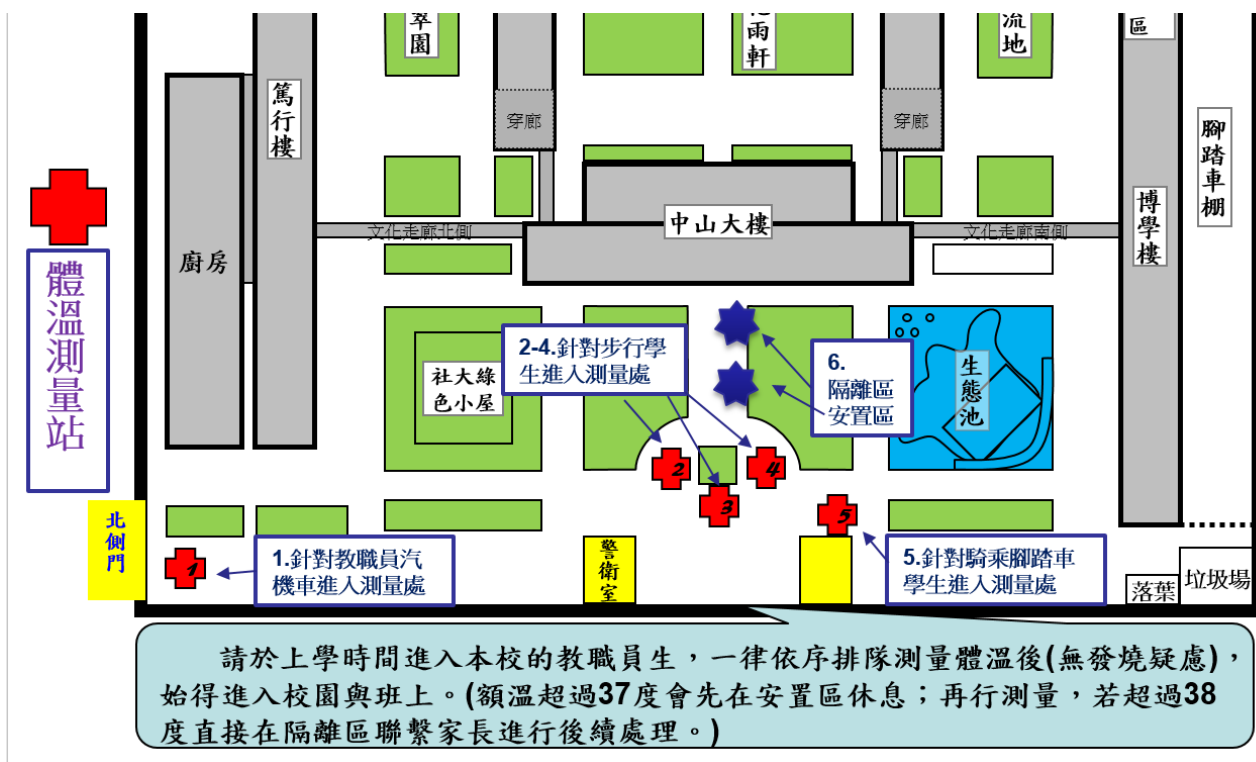 翠園
雨軒
流地
區
篤行樓
穿廊
穿廊
腳踏車棚
博學樓
中山大樓
文化走廊北側
文化走廊南側
廚房
體溫測量站
2-4.針對步行學
生進入測量處
6.
隔離區
安置區
社大綠
色小屋
生態池
2
4
3
5
北側門
1
1.針對教職員汽
機車進入測量處
警衛室
5.針對騎乘腳踏車
學生進入測量處
落葉
垃圾場
請於上學時間進入本校的教職員生，一律依序排隊測量體溫後(無發燒疑慮)，
始得進入校園與班上。(額溫超過37度會先在安置區休息；再行測量，若超過38
度直接在隔離區聯繫家長進行後續處理。)